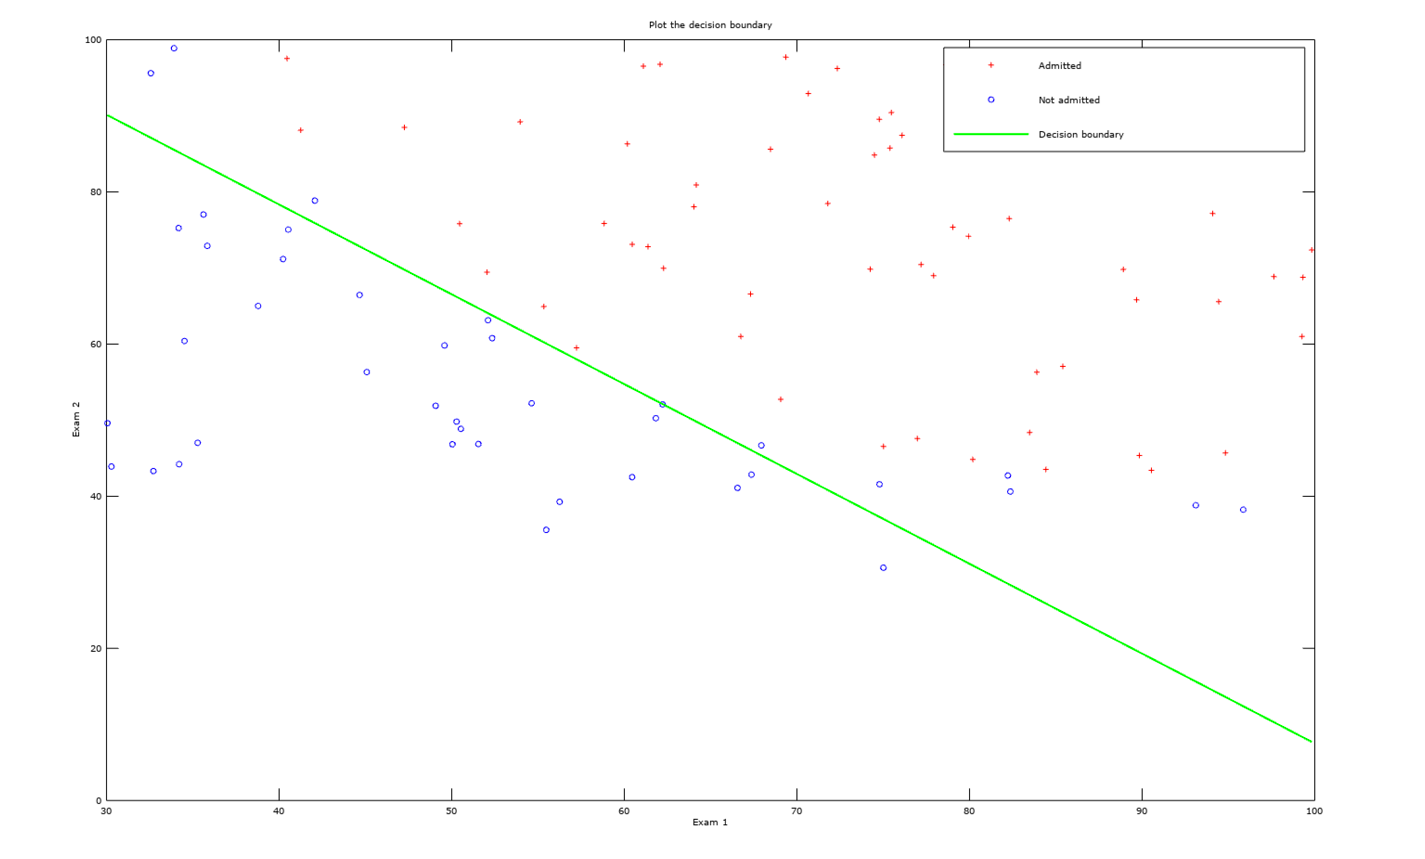 Plot the decision boundary
100
80
60
40
20
0
Exam 2
30 40 50 60 70 80 90 100
Exam 1
Admitted
Not admitted
Decision boundary